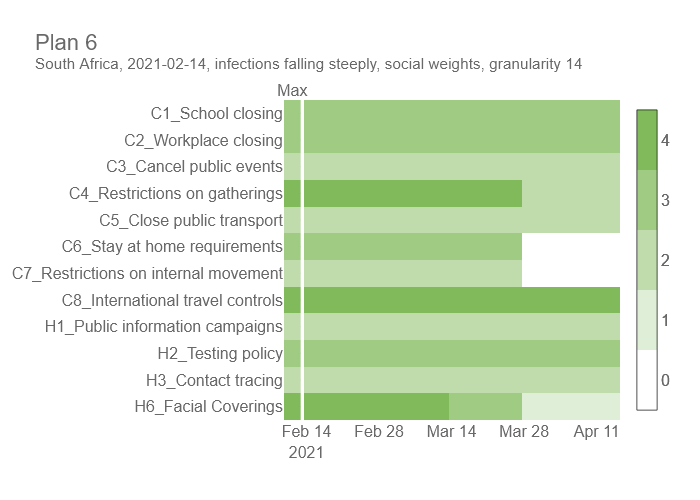 Plan 6
South Africa, 2021-02-14, infections falling steeply, social weights, granularity 14
Max
C1_School closing
C2_Workplace closing
C3_Cancel public events
C4_Restrictions on gatherings
C5_Close public transport
C6_Stay at home requirements
C7_Restrictions on internal movement
C8_International travel controls
H1_Public information campaigns
H2_Testing policy
H3_Contact tracing
H6_Facial Coverings
Feb 14 Feb 28 Mar 14 Mar 28 Apr 11
2021
4
3
2
1
0